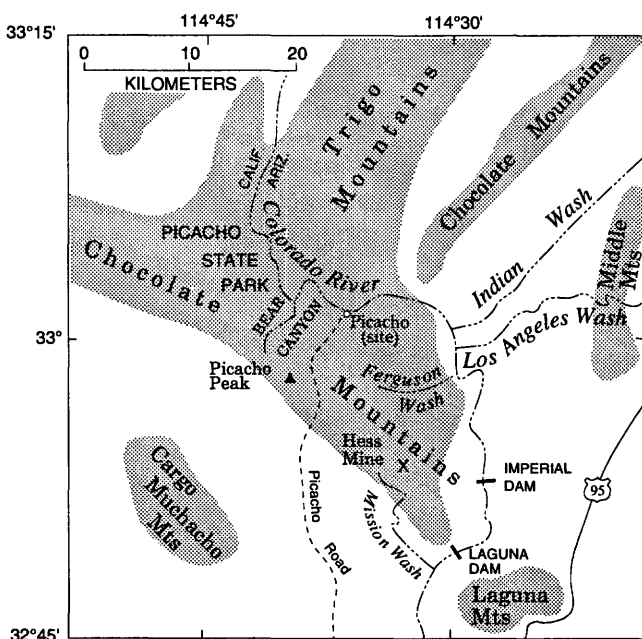 114°45'
114°30'
33°15'
0
10
20
KILOMETERS
Trigo
Mountains
Chocolate Mountains
CALIF
ARIZ.
Colorado River
PICACHO
STATE
PARK
Indian Wash
Middle
Mts
Chocolate
Mountains
BEAR
CANYON
Picacho
(site)
33°
Los Angeles Wash
Picacho
Peak
Ferguson
Wash
Hess
Mine
IMPERIAL
DAM
95
Cargo
Muchacho
Mts
Picacho
Road
Mission Wash
LAGUNA
DAM
Laguna
Mts
32°45'